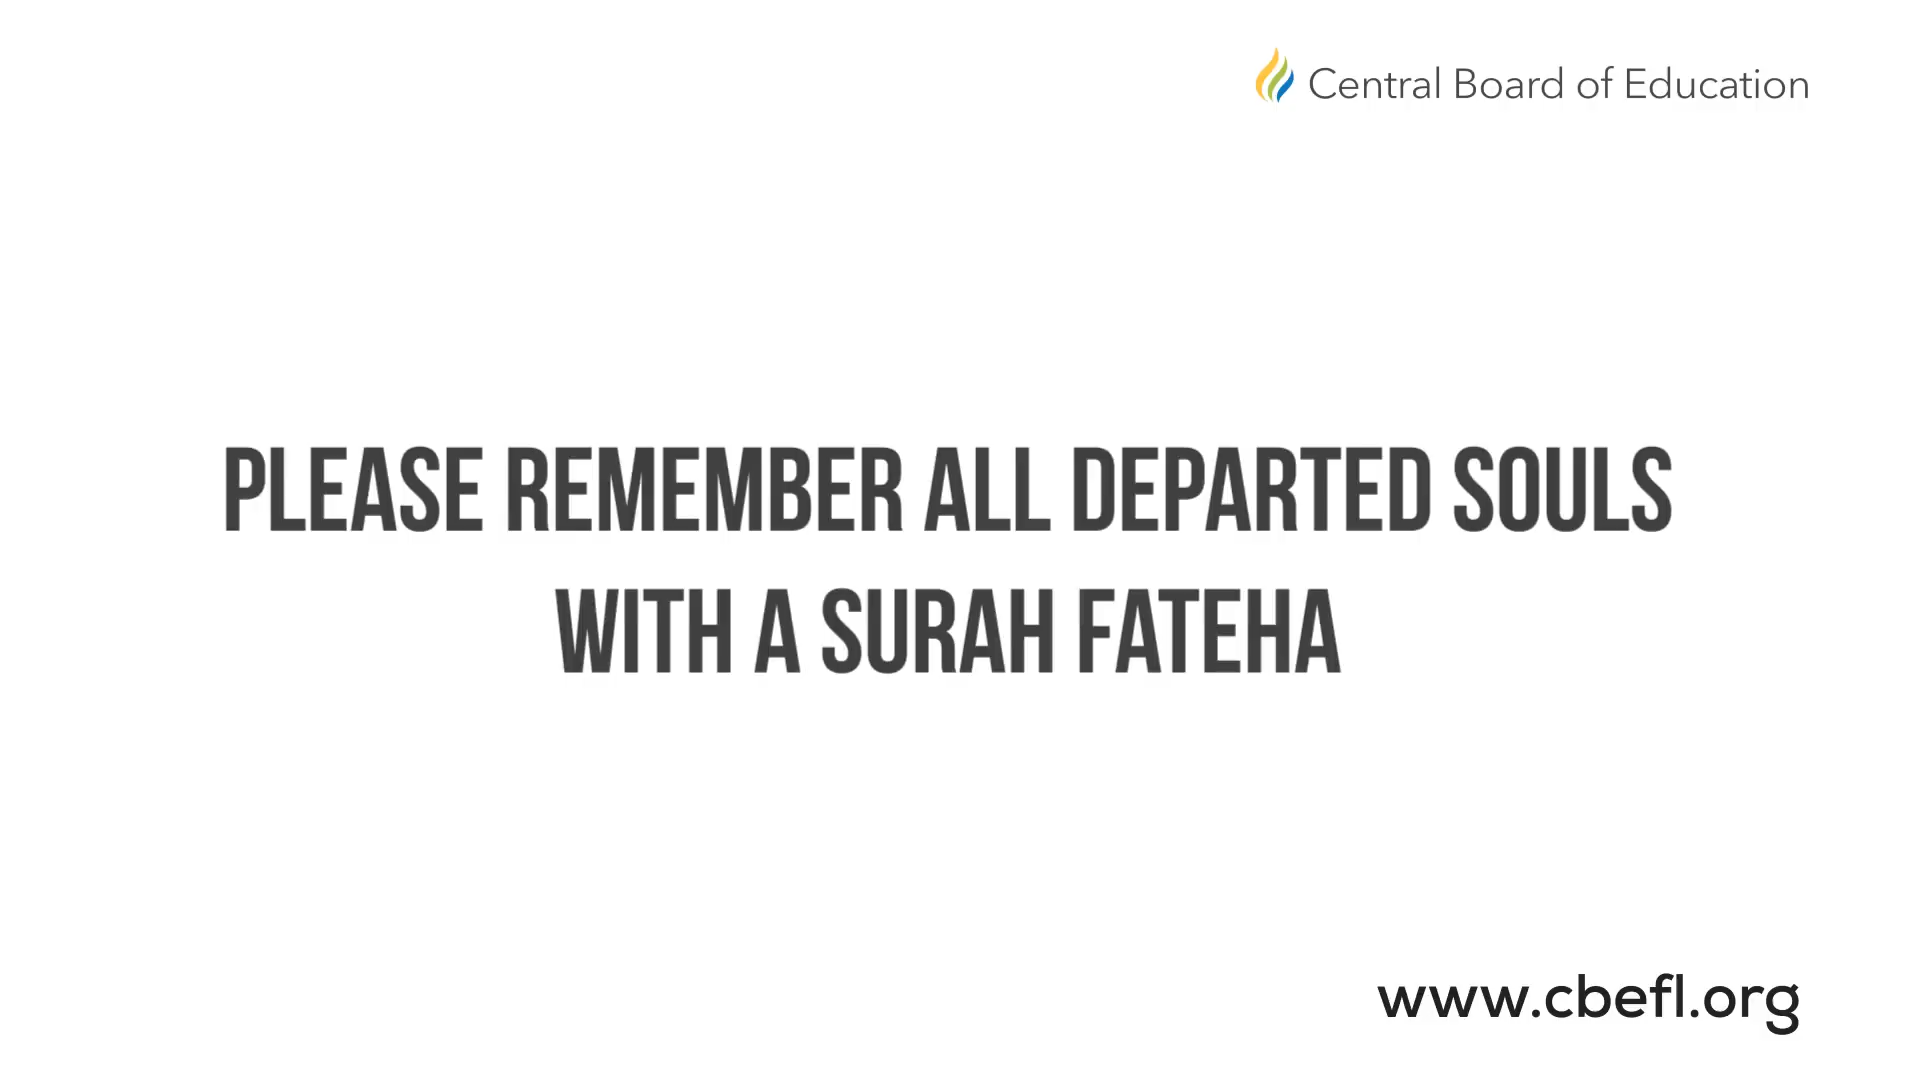 Central Board of Education
PLEASE REMEMBER ALL DEPARTED SOULS
WITH A SURAH FATEHA
www.cbefl.org